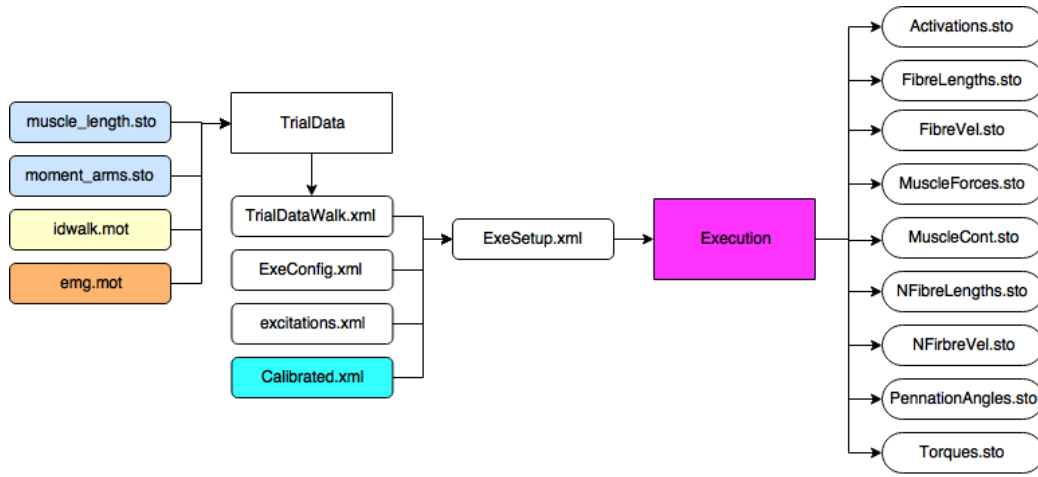 muscle_length.sto
moment_arms.sto
idwalk.mot
emg.mot
TrialData
TrialDataWalk.xml
ExeConfig.xml
excitations.xml
Calibrated.xml
ExeSetup.xml
Execution
Activations.sto
FibreLengths.sto
FibreVel.sto
MuscleForces.sto
MuscleCont.sto
NFibreLengths.sto
NFirbreVel.sto
PennationAngles.sto
Torques.sto